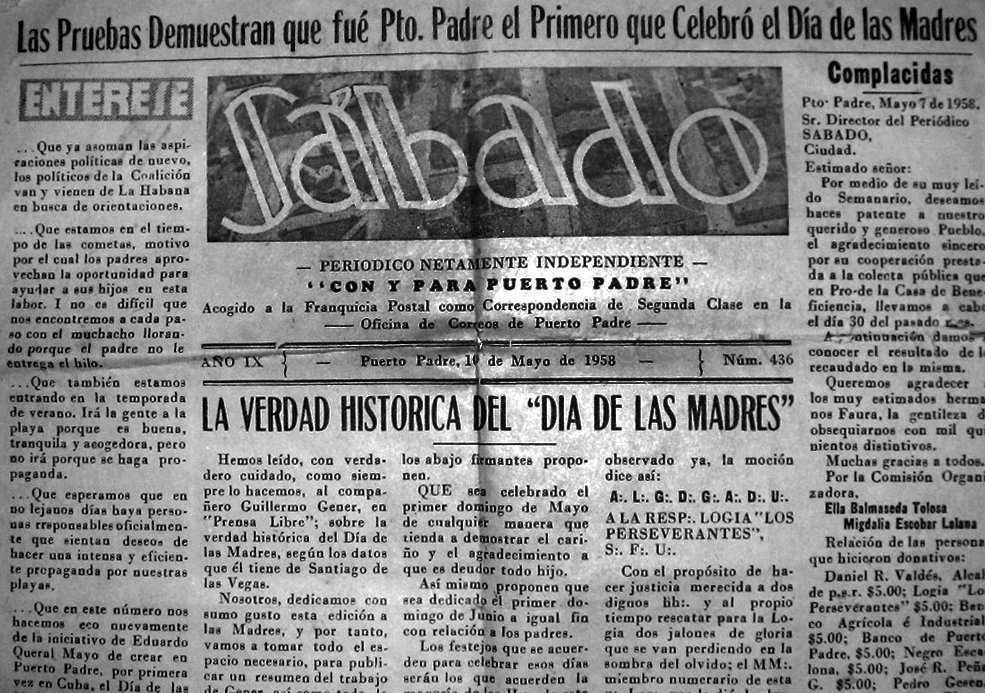 Las Pruebas Demuestran que fué Pto. Padre el Primero que Celebró el Día de las Madres
ENTERESE
...Que ya asoman las aspi-
raciones políticas de nuevo,
los políticos de la Coalición
van y vienen de La Habana
en busca de orientaciones.
...Que estamos en el tiem-
po de las cometas, motivo
por el cual los padres apro-
vechan la oportunidad para
ayudar a sus hijos en esta
labor. I no es difícil que
nos encontremos a cada pa-
so con el muchacho lloran-
do porque el padre no le
entrega el hilo.
...Que también estamos
entrando en la temporada
de verano. Irá la gente a la
playa porque es buena,
tranquila y acogedora, pero
no irá porque se haga pro-
paganda.
...Que esperamos que en
no lejanos días haya perso-
nas rrsponsables oficialmen-
te que sientan deseos de
hacer una intensa y eficien-
te propaganda por nuestras
playas.
...Que en este número nos
hacemos eco nuevamente
de la iniciativa de Eduardo
Queral Mayo de crear en
Puerto Padre, por primera
vez en Cuba, el Día de las
Sábado
— PERIODICO NETAMENTE INDEPENDIENTE —
"CON Y PARA PUERTO PADRE"
Acogido a la Franquicia Postal como Correspondencia de Segunda Clase en la
— Oficina de Correos de Puerto Padre —
AÑO IX — Puerto Padre, 10 de Mayo de 1958 — Núm. 436
LA VERDAD HISTORICA DEL "DIA DE LAS MADRES"
Hemos leído, con verda-
dero cuidado, como siem-
pre lo hacemos, al compa-
ñero Guillermo Gener, en
"Prensa Libre"; sobre la
verdad histórica del Día de
las Madres, según los datos
que él tiene de Santiago de
las Vegas.
Nosotros, dedicamos con
sumo gusto esta edición a
las Madres, y por tanto,
vamos a tomar todo el es-
pacio necesario, para publi-
car un resumen del trabajo
de Gener, así como todo lo
los abajo firmantes propo-
nen.
QUE sea celebrado el
primer domingo de Mayo
de cualquier manera que
tienda a demostrar el cari-
ño y el agradecimiento a
que es deudor todo hijo.
Así mismo proponen que
sea dedicado el primer do-
mingo de Junio a igual fin
con relación a los padres.
Los festejos que se acuer-
den para celebrar esos días
serán los que acuerden la
observado ya, la moción
dice así:
A:. L:. G:. D:. G:. A:. D:. U:.
A LA RESP:. LOGIA "LOS
PERSEVERANTES",
S:. F:. U:.
Con el propósito de ha-
cer justicia merecida a dos
dignos hh:. y al propio
tiempo rescatar para la Lo-
gia dos jalones de gloria
que se van perdiendo en la
sombra del olvido; el MM:.
miembro numerario de esta
Complacidas
Pto. Padre, Mayo 7 de 1958.
Sr. Director del Periódico
SABADO,
Ciudad.
Estimado señor:
Por medio de su muy leí-
do Semanario, deseamos
haces patente a nuestro
querido y generoso Pueblo,
el agradecimiento sincero
por su cooperación presta-
da a la colecta pública que
en Pro-de la Casa de Bene-
ficiencia, llevamos a cabo
el día 30 del pasado mes.
A continuación damos a
conocer el resultado de lo
recaudado en la misma.
Queremos agradecer a
los muy estimados herma-
nos Faura, la gentileza de
obsequiarnos con mil qui-
nientos distintivos.
Muchas gracias a todos.
Por la Comisión Organi-
zadora,
Ella Balmaseda Tolosa
Migdalia Escobar Lalana
Relación de las personas
que hicieron donativos:
Daniel R. Valdés, Alcal-
de p.s.r. $5.00; Logia "Los
Perseverantes" $5.00; Ban-
co Agrícola é Industrial
$5.00; Banco de Puerto
Padre, $5.00; Negro Esca-
lona, $5.00; José R. Peña
G. $5.00; Pedro Gesen